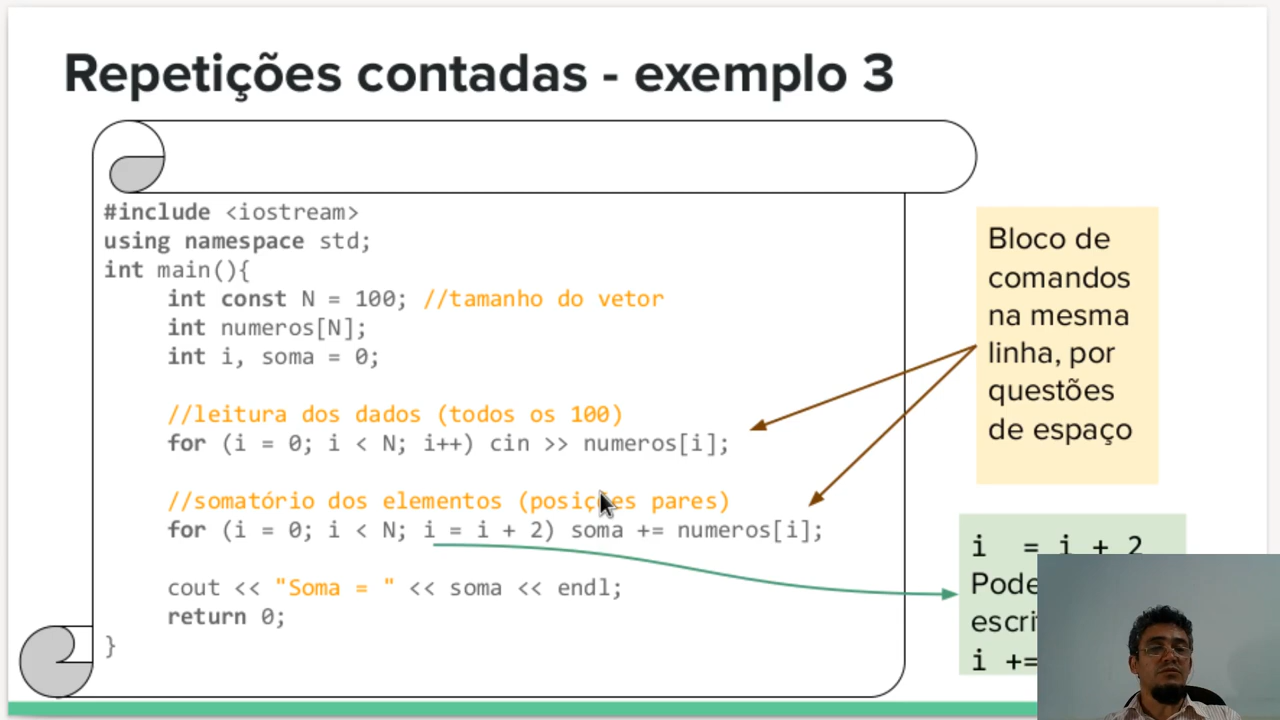 Repetições contadas - exemplo 3
#include <iostream>
using namespace std;
int main(){
int const N = 100; //tamanho do vetor
int numeros[N];
int i, soma = 0;
//leitura dos dados (todos os 100)
for (i = 0; i < N; i++) cin >> numeros[i];
//somatório dos elementos (posições pares)
for (i = 0; i < N; i = i + 2) soma += numeros[i];
cout << "Soma = " << soma << endl;
return 0;
}
Bloco de
comandos
na mesma
linha, por
questões
de espaço
i = i + 2
Pode
i +=